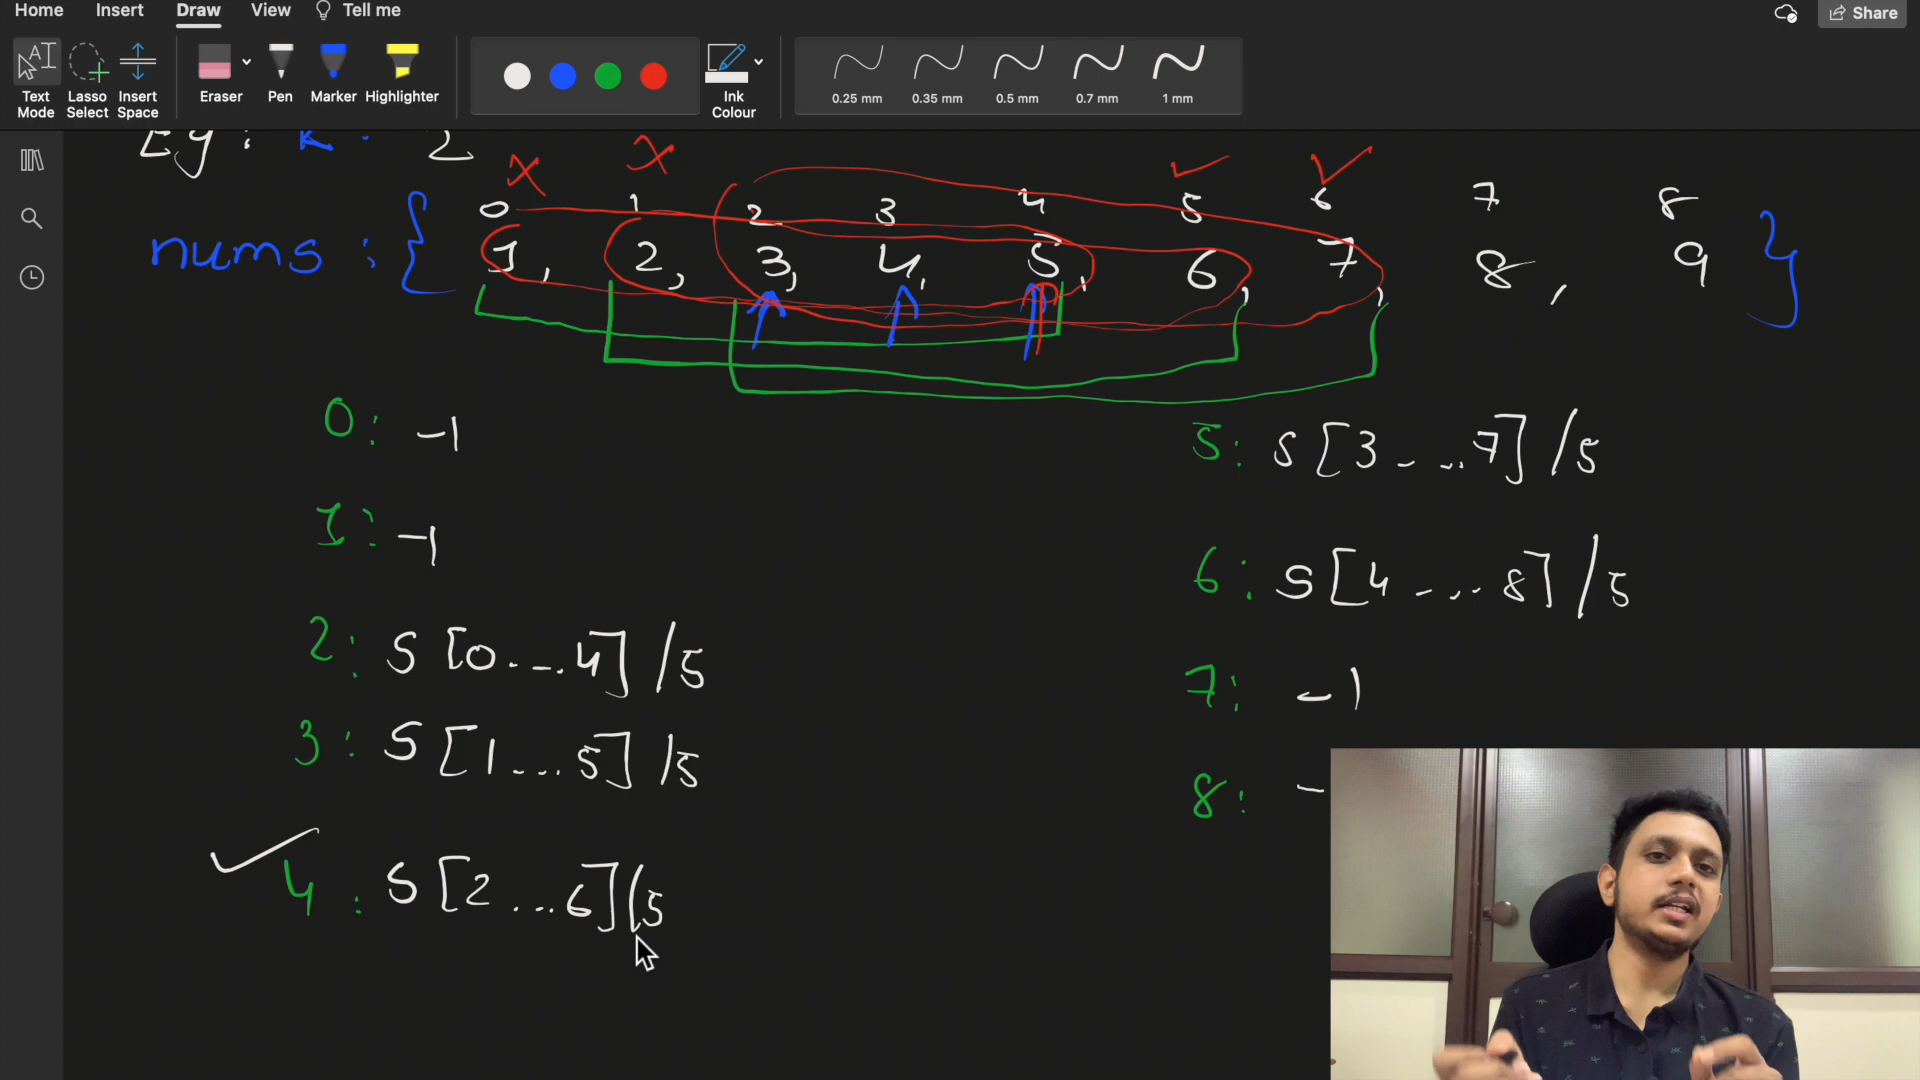 Home Insert Draw View Tell me Share
Text Mode Lasso Select Insert Space Eraser Pen Marker Highlighter Ink Colour 0.25 mm 0.35 mm 0.5 mm 0.7 mm 1 mm
Eg : K : 2
0 1 2 3 4 5 6 7 8
nums : { 1, 2, 3, 4, 5, 6, 7, 8, 9 }
0: -1
1: -1
2: S [0...4] /5
3: S [1...5] /5
4: S [2...6] /5
5: S [3...7] /5
6: S [4...8] /5
7: -1
8: -